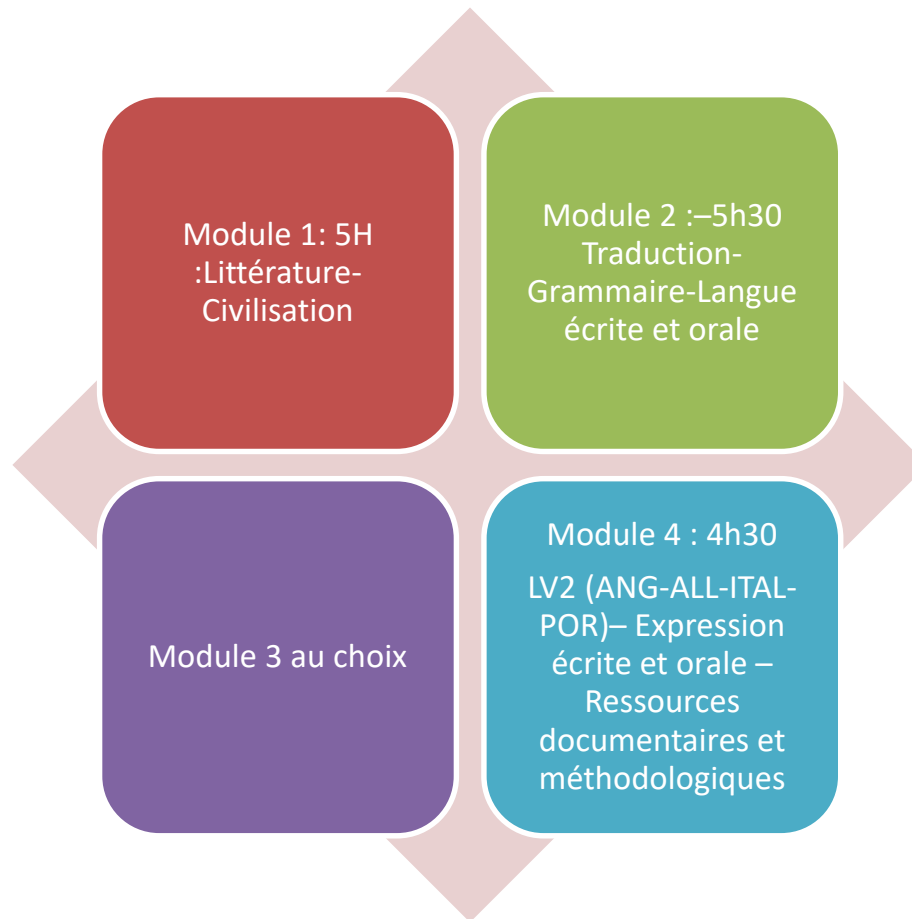 Module 1: 5H
:Littérature-
Civilisation
Module 2 :–5h30
Traduction-
Grammaire-Langue
écrite et orale
Module 3 au choix
Module 4 : 4h30
LV2 (ANG-ALL-ITAL-
POR)– Expression
écrite et orale –
Ressources
documentaires et
méthodologiques